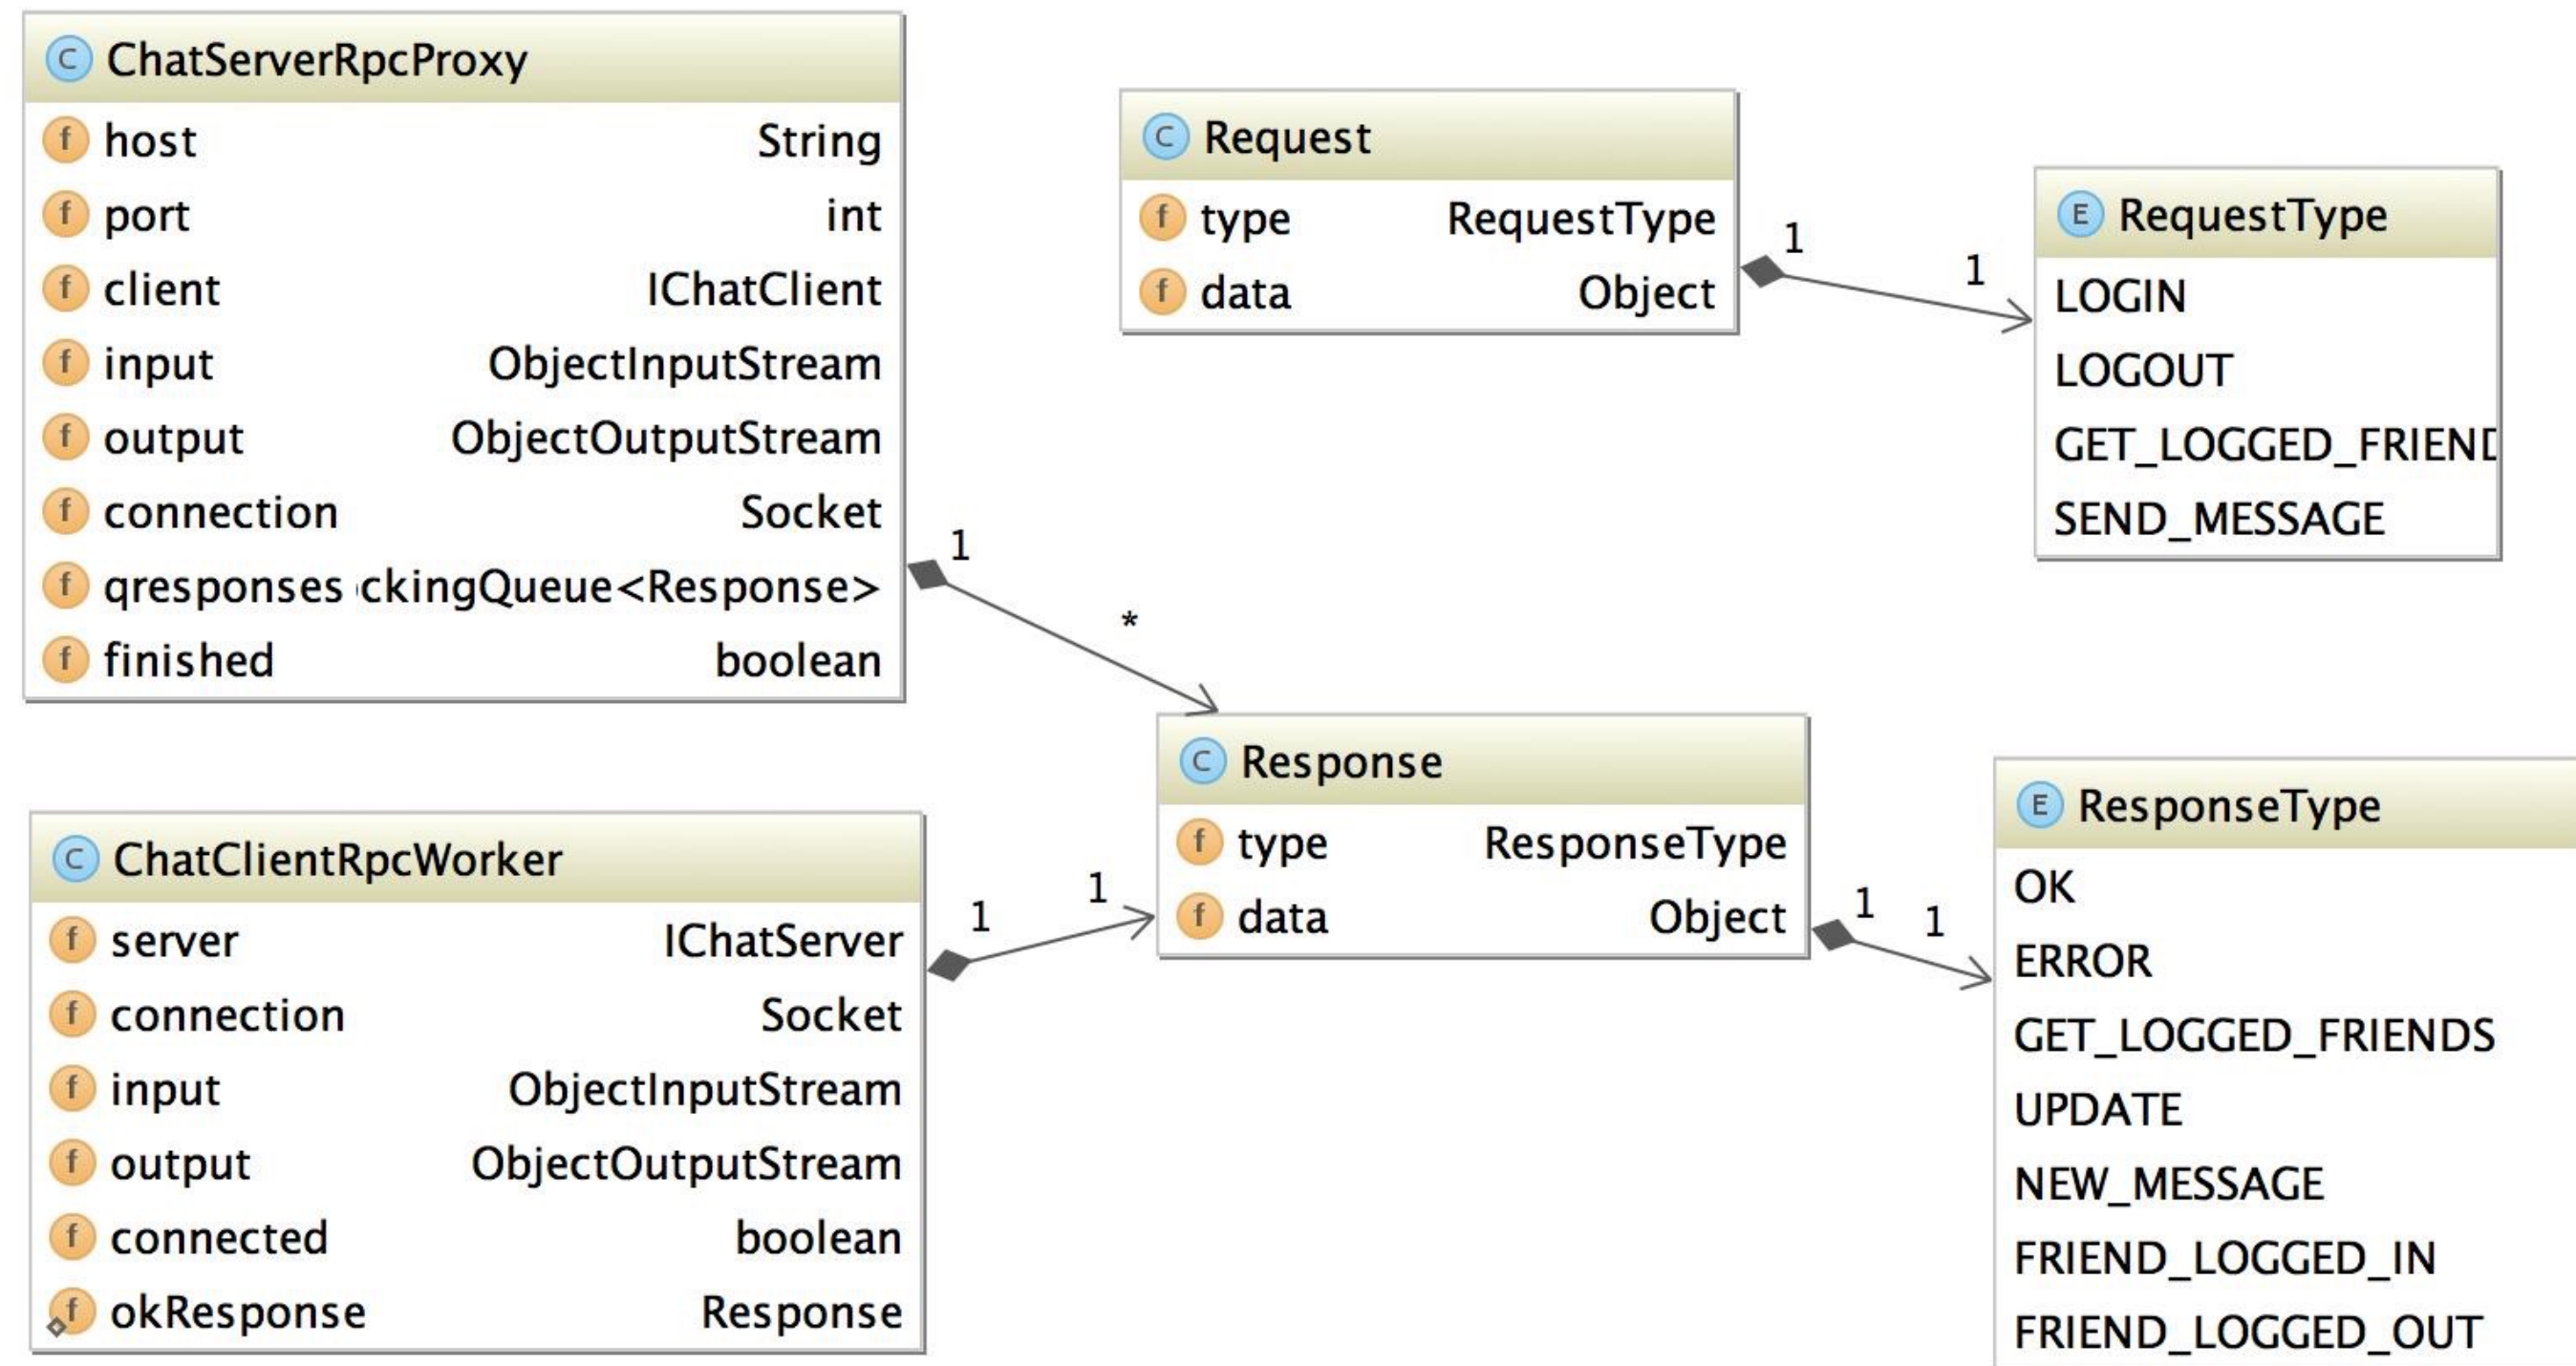 C ChatServerRpcProxy
f host String
f port int
f client IChatClient
f input ObjectInputStream
f output ObjectOutputStream
f connection Socket
f qresponses ckingQueue<Response>
f finished boolean
1
*
C Request
f type RequestType
f data Object
1
1
E RequestType
LOGIN
LOGOUT
GET_LOGGED_FRIEND
SEND_MESSAGE
C ChatClientRpcWorker
f server IChatServer
f connection Socket
f input ObjectInputStream
f output ObjectOutputStream
f connected boolean
f okResponse Response
1
1
C Response
f type ResponseType
f data Object
1
1
E ResponseType
OK
ERROR
GET_LOGGED_FRIENDS
UPDATE
NEW_MESSAGE
FRIEND_LOGGED_IN
FRIEND_LOGGED_OUT